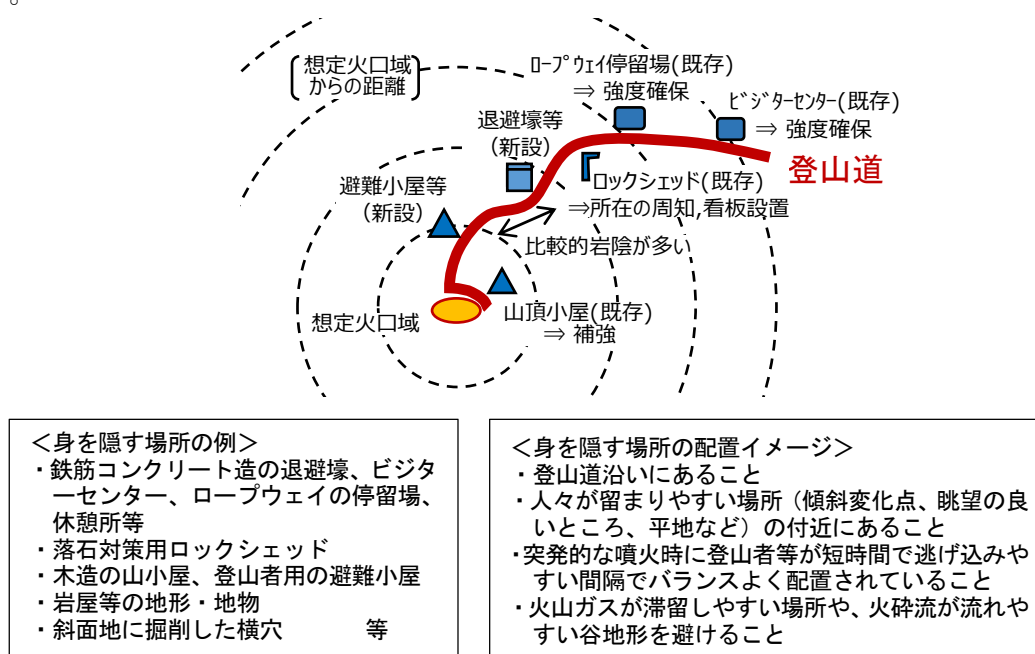 。
想定火口域
からの距離
ﾛｰﾌﾟｳｪｲ停留場(既存)
⇒ 強度確保
ﾋﾞｼﾞﾀｰｾﾝﾀｰ(既存)
⇒ 強度確保
退避壕等
(新設)
登山道
避難小屋等
(新設)
ロックシェッド(既存)
⇒所在の周知,看板設置
比較的岩陰が多い
想定火口域
山頂小屋(既存)
⇒ 補強
＜身を隠す場所の例＞
・鉄筋コンクリート造の退避壕、ビジタ
ーセンター、ロープウェイの停留場、
休憩所等
・落石対策用ロックシェッド
・木造の山小屋、登山者用の避難小屋
・岩屋等の地形・地物
・斜面地に掘削した横穴　　　等
＜身を隠す場所の配置イメージ＞
・登山道沿いにあること
・人々が留まりやすい場所（傾斜変化点、眺望の良
いところ、平地など）の付近にあること
・突発的な噴火時に登山者等が短時間で逃げ込みや
すい間隔でバランスよく配置されていること
・火山ガスが滞留しやすい場所や、火砕流が流れや
すい谷地形を避けること